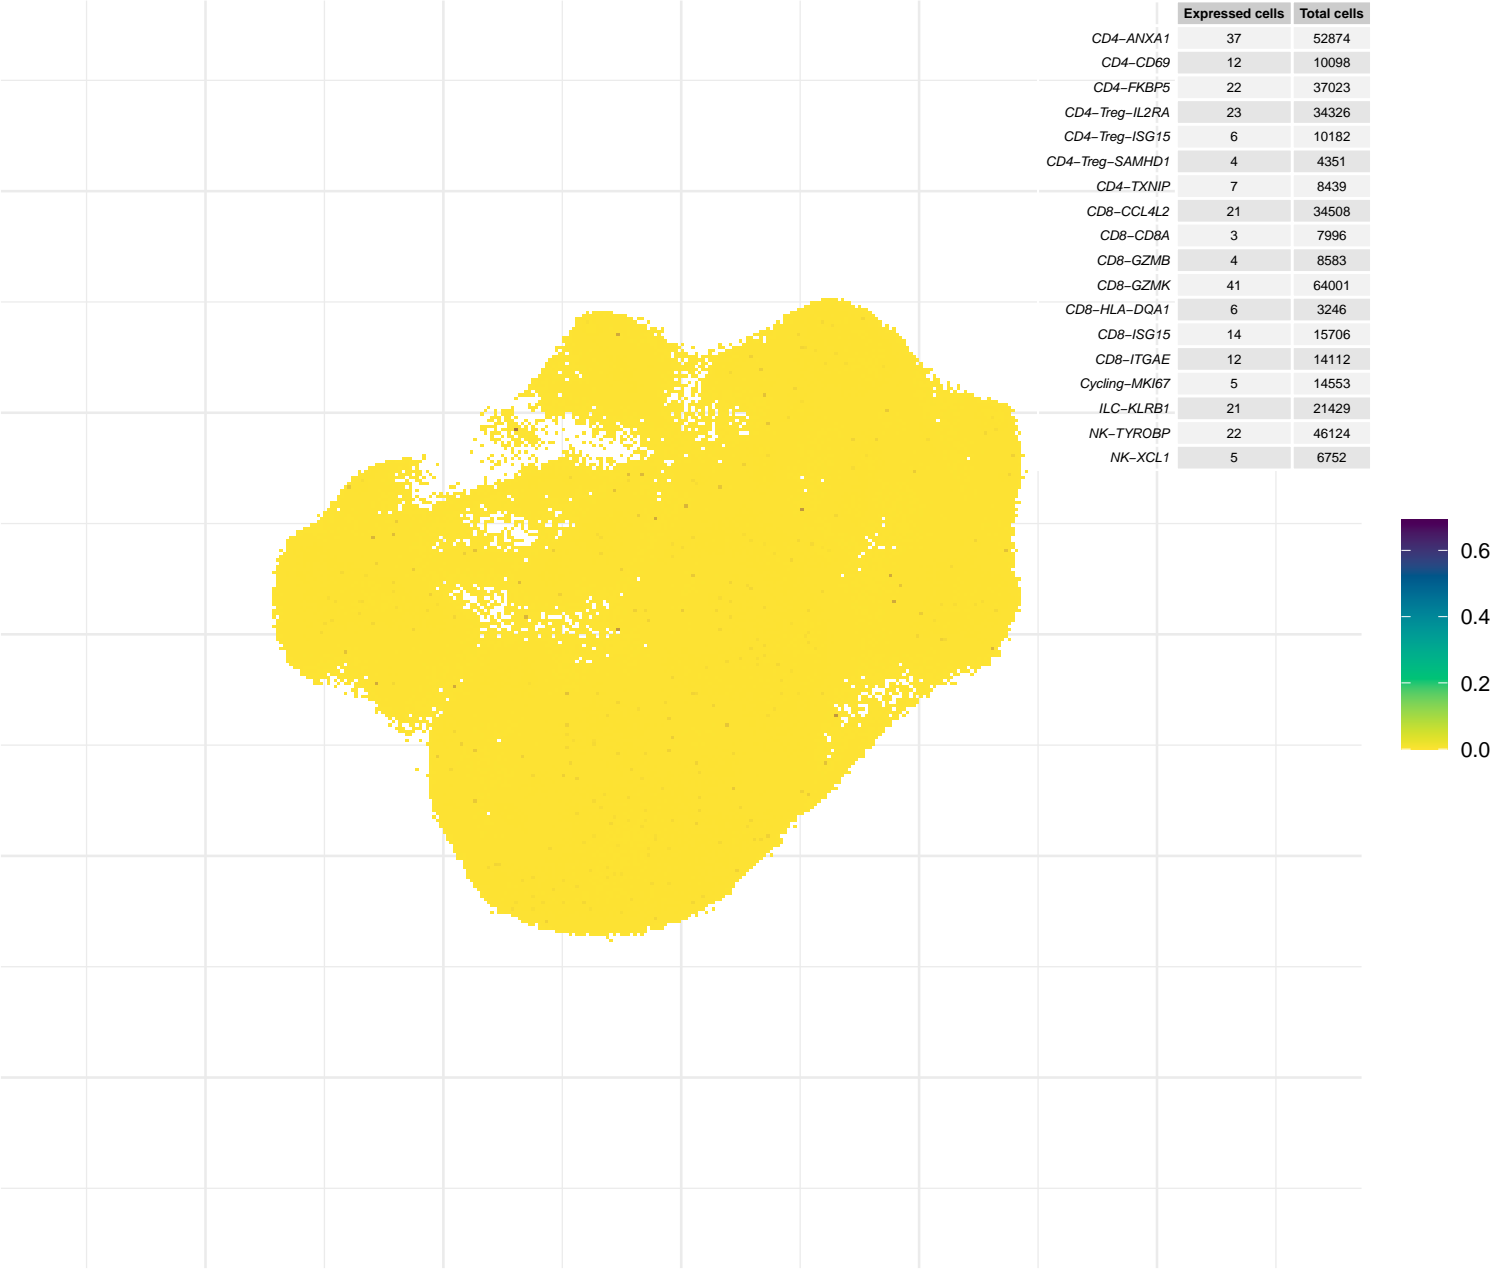 Expressed cells Total cells
CD4−ANXA1 37 52874
CD4−CD69 12 10098
CD4−FKBP5 22 37023
CD4−Treg−IL2RA 23 34326
CD4−Treg−ISG15 6 10182
CD4−Treg−SAMHD1 4 4351
CD4−TXNIP 7 8439
CD8−CCL4L2 21 34508
CD8−CD8A 3 7996
CD8−GZMB 4 8583
CD8−GZMK 41 64001
CD8−HLA−DQA1 6 3246
CD8−ISG15 14 15706
CD8−ITGAE 12 14112
Cycling−MKI67 5 14553
ILC−KLRB1 21 21429
NK−TYROBP 22 46124
NK−XCL1 5 6752
0.6
0.4
0.2
0.0